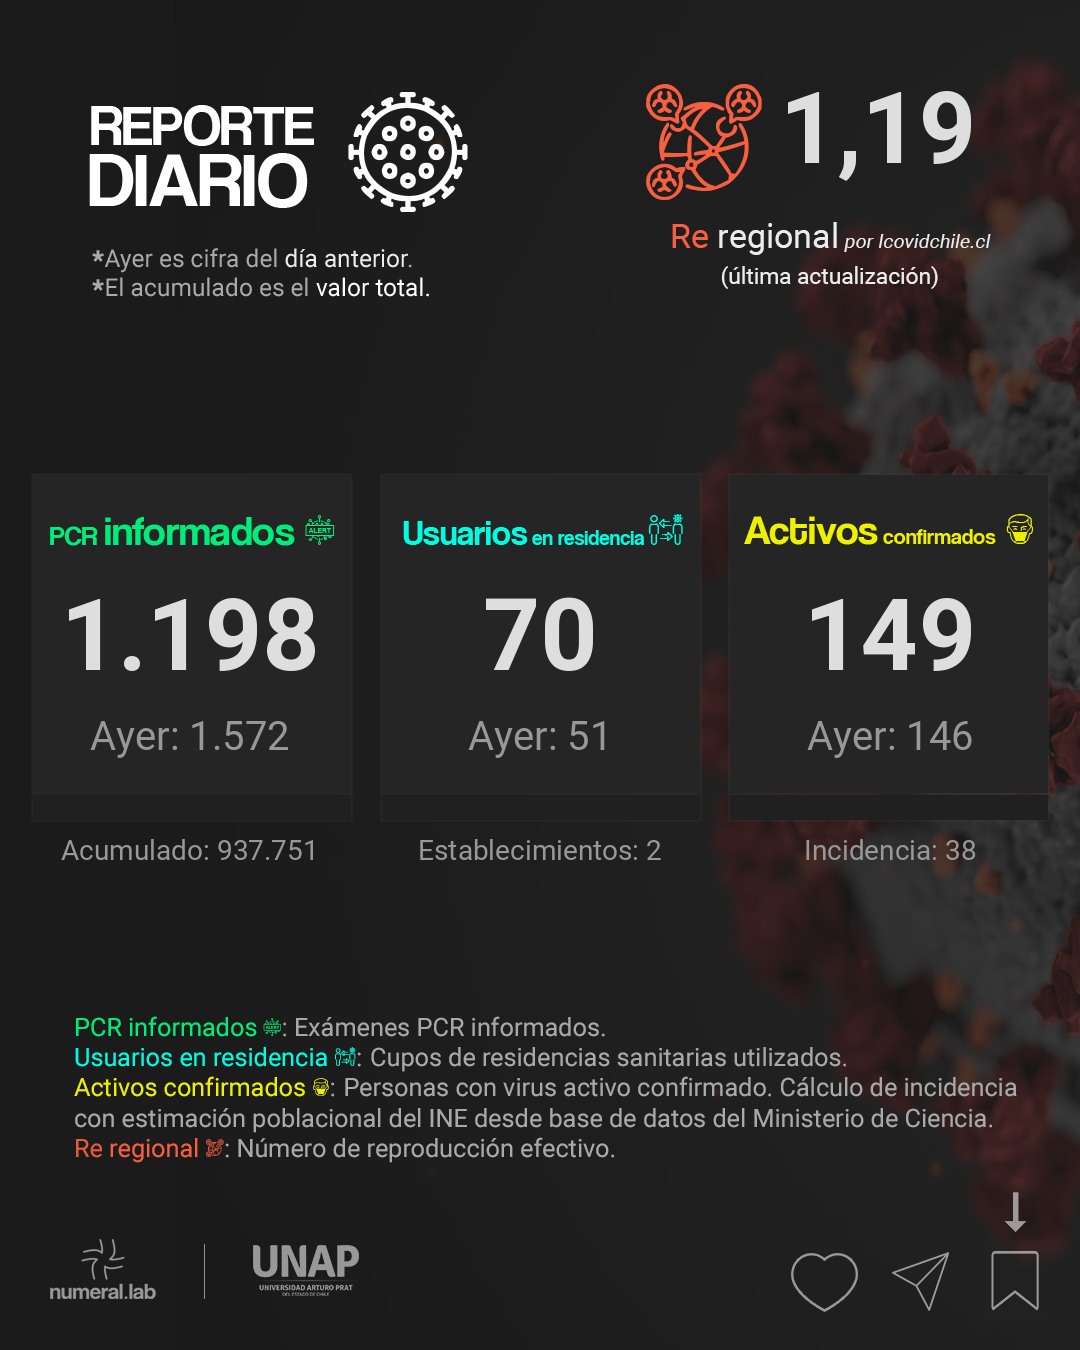 REPORTE
DIARIO
*Ayer es cifra del día anterior.
*El acumulado es el valor total.
1,19
Re regional por Icovidchile.cl
(última actualización)
PCR informados ALERT
1.198
Ayer: 1.572
Acumulado: 937.751
Usuarios en residencia
70
Ayer: 51
Establecimientos: 2
Activos confirmados
149
Ayer: 146
Incidencia: 38
PCR informados ALERT: Exámenes PCR informados.
Usuarios en residencia : Cupos de residencias sanitarias utilizados.
Activos confirmados : Personas con virus activo confirmado. Cálculo de incidencia
con estimación poblacional del INE desde base de datos del Ministerio de Ciencia.
Re regional : Número de reproducción efectivo.
numeral.lab
UNAP
UNIVERSIDAD ARTURO PRAT
DEL ESTADO DE CHILE